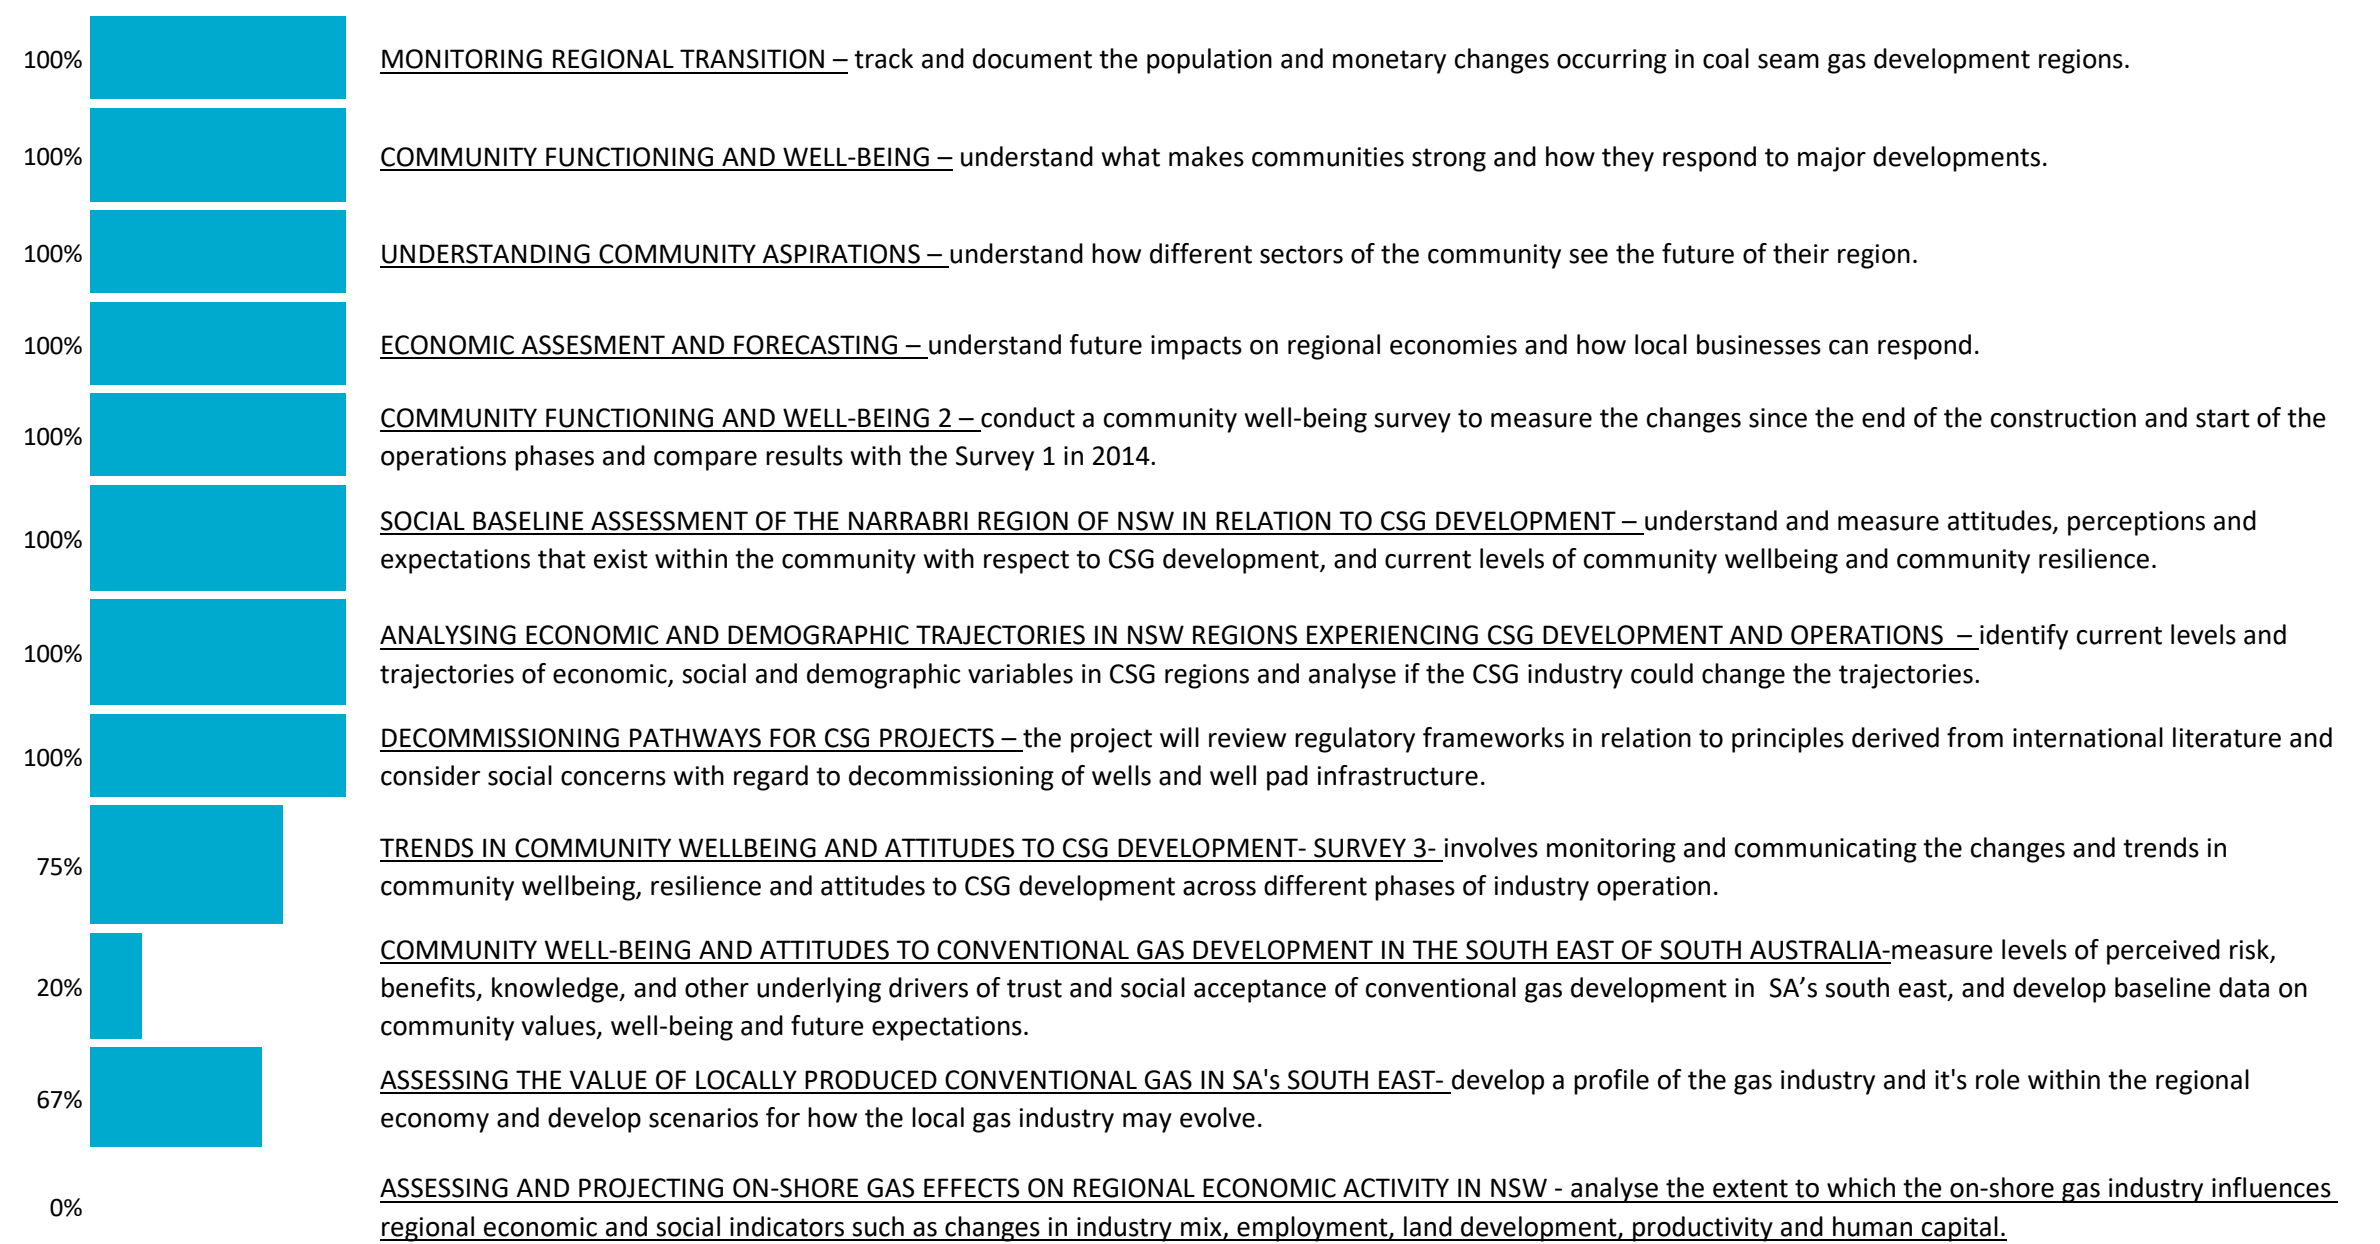 100% MONITORING REGIONAL TRANSITION – track and document the population and monetary changes occurring in coal seam gas development regions.
100% COMMUNITY FUNCTIONING AND WELL-BEING – understand what makes communities strong and how they respond to major developments.
100% UNDERSTANDING COMMUNITY ASPIRATIONS – understand how different sectors of the community see the future of their region.
100% ECONOMIC ASSESMENT AND FORECASTING – understand future impacts on regional economies and how local businesses can respond.
100% COMMUNITY FUNCTIONING AND WELL-BEING 2 – conduct a community well-being survey to measure the changes since the end of the construction and start of the
operations phases and compare results with the Survey 1 in 2014.
100% SOCIAL BASELINE ASSESSMENT OF THE NARRABRI REGION OF NSW IN RELATION TO CSG DEVELOPMENT – understand and measure attitudes, perceptions and
expectations that exist within the community with respect to CSG development, and current levels of community wellbeing and community resilience.
100% ANALYSING ECONOMIC AND DEMOGRAPHIC TRAJECTORIES IN NSW REGIONS EXPERIENCING CSG DEVELOPMENT AND OPERATIONS – identify current levels and
trajectories of economic, social and demographic variables in CSG regions and analyse if the CSG industry could change the trajectories.
100% DECOMMISSIONING PATHWAYS FOR CSG PROJECTS – the project will review regulatory frameworks in relation to principles derived from international literature and
consider social concerns with regard to decommissioning of wells and well pad infrastructure.
75% TRENDS IN COMMUNITY WELLBEING AND ATTITUDES TO CSG DEVELOPMENT- SURVEY 3- involves monitoring and communicating the changes and trends in
community wellbeing, resilience and attitudes to CSG development across different phases of industry operation.
20% COMMUNITY WELL-BEING AND ATTITUDES TO CONVENTIONAL GAS DEVELOPMENT IN THE SOUTH EAST OF SOUTH AUSTRALIA-measure levels of perceived risk,
benefits, knowledge, and other underlying drivers of trust and social acceptance of conventional gas development in SA’s south east, and develop baseline data on
community values, well-being and future expectations.
67% ASSESSING THE VALUE OF LOCALLY PRODUCED CONVENTIONAL GAS IN SA's SOUTH EAST- develop a profile of the gas industry and it's role within the regional
economy and develop scenarios for how the local gas industry may evolve.
0% ASSESSING AND PROJECTING ON-SHORE GAS EFFECTS ON REGIONAL ECONOMIC ACTIVITY IN NSW - analyse the extent to which the on-shore gas industry influences
regional economic and social indicators such as changes in industry mix, employment, land development, productivity and human capital.